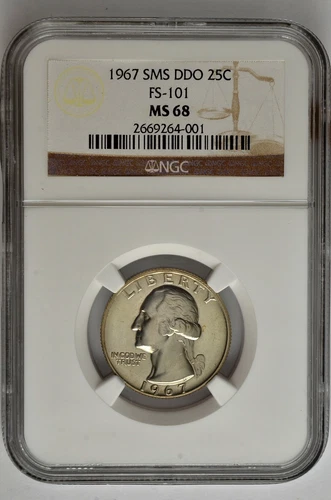 1967 SMS DDO 25C
FS-101
MS 68
2669264-001
NGC
LIBERTY
IN GOD WE
TRUST
1967